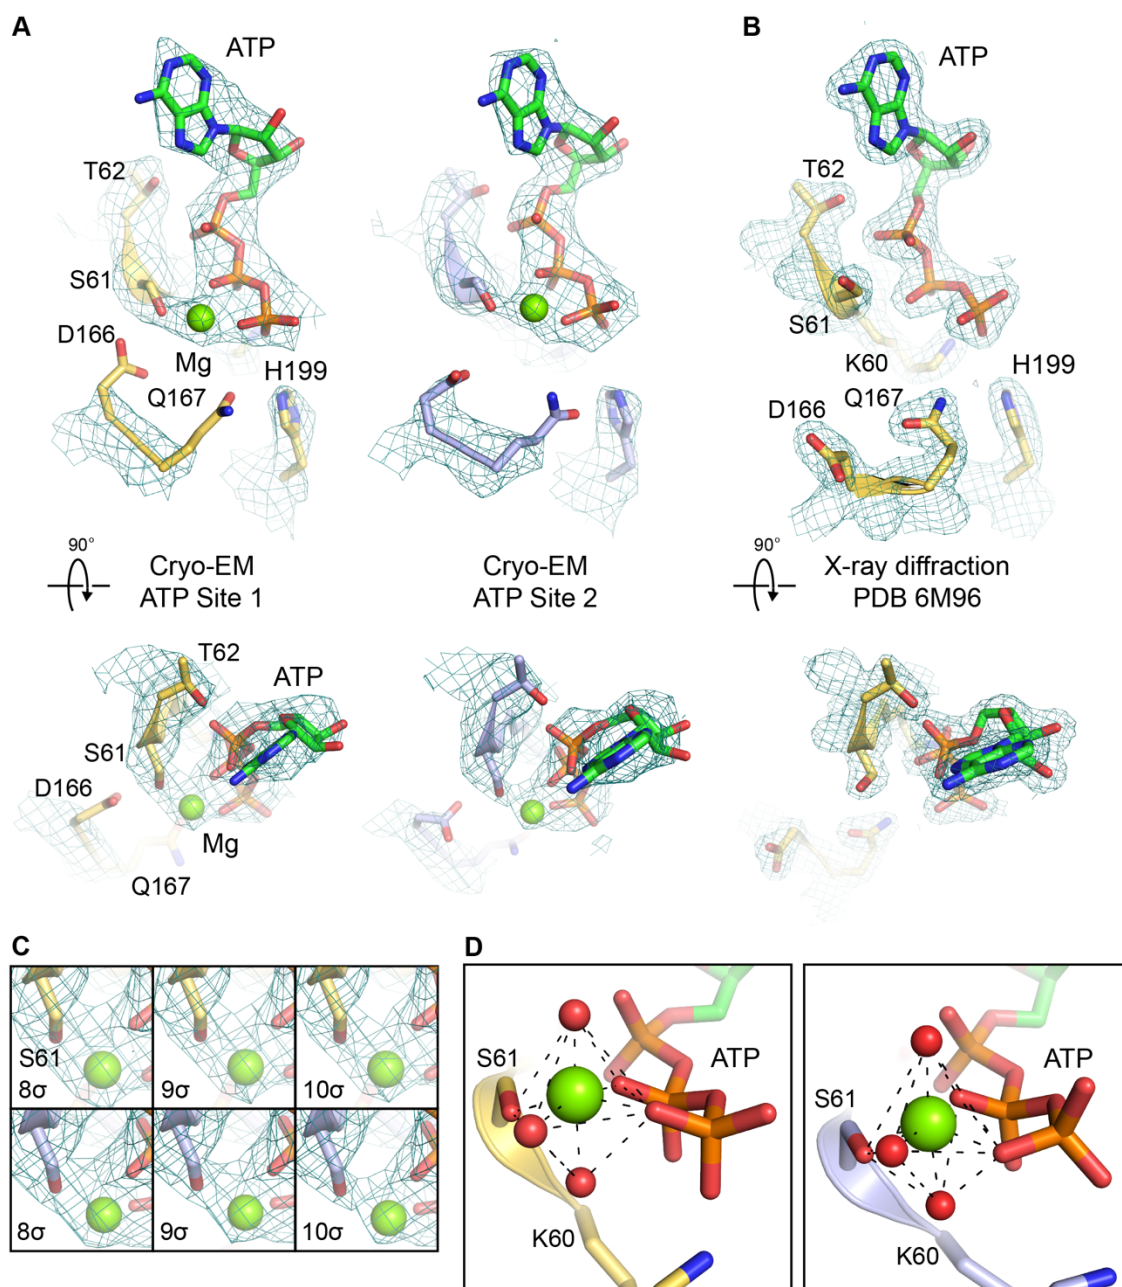 A
B
ATP
ATP
T62
T62
S61
S61
D166
Mg
K60
H199
Q167
H199
Q167
D166
90°
Cryo-EM
ATP Site 1
Cryo-EM
ATP Site 2
90°
X-ray diffraction
PDB 6M96
T62
ATP
S61
D166
Mg
Q167
C
D
S61
8σ
9σ
10σ
8σ
9σ
10σ
S61
ATP
K60
S61
ATP
K60